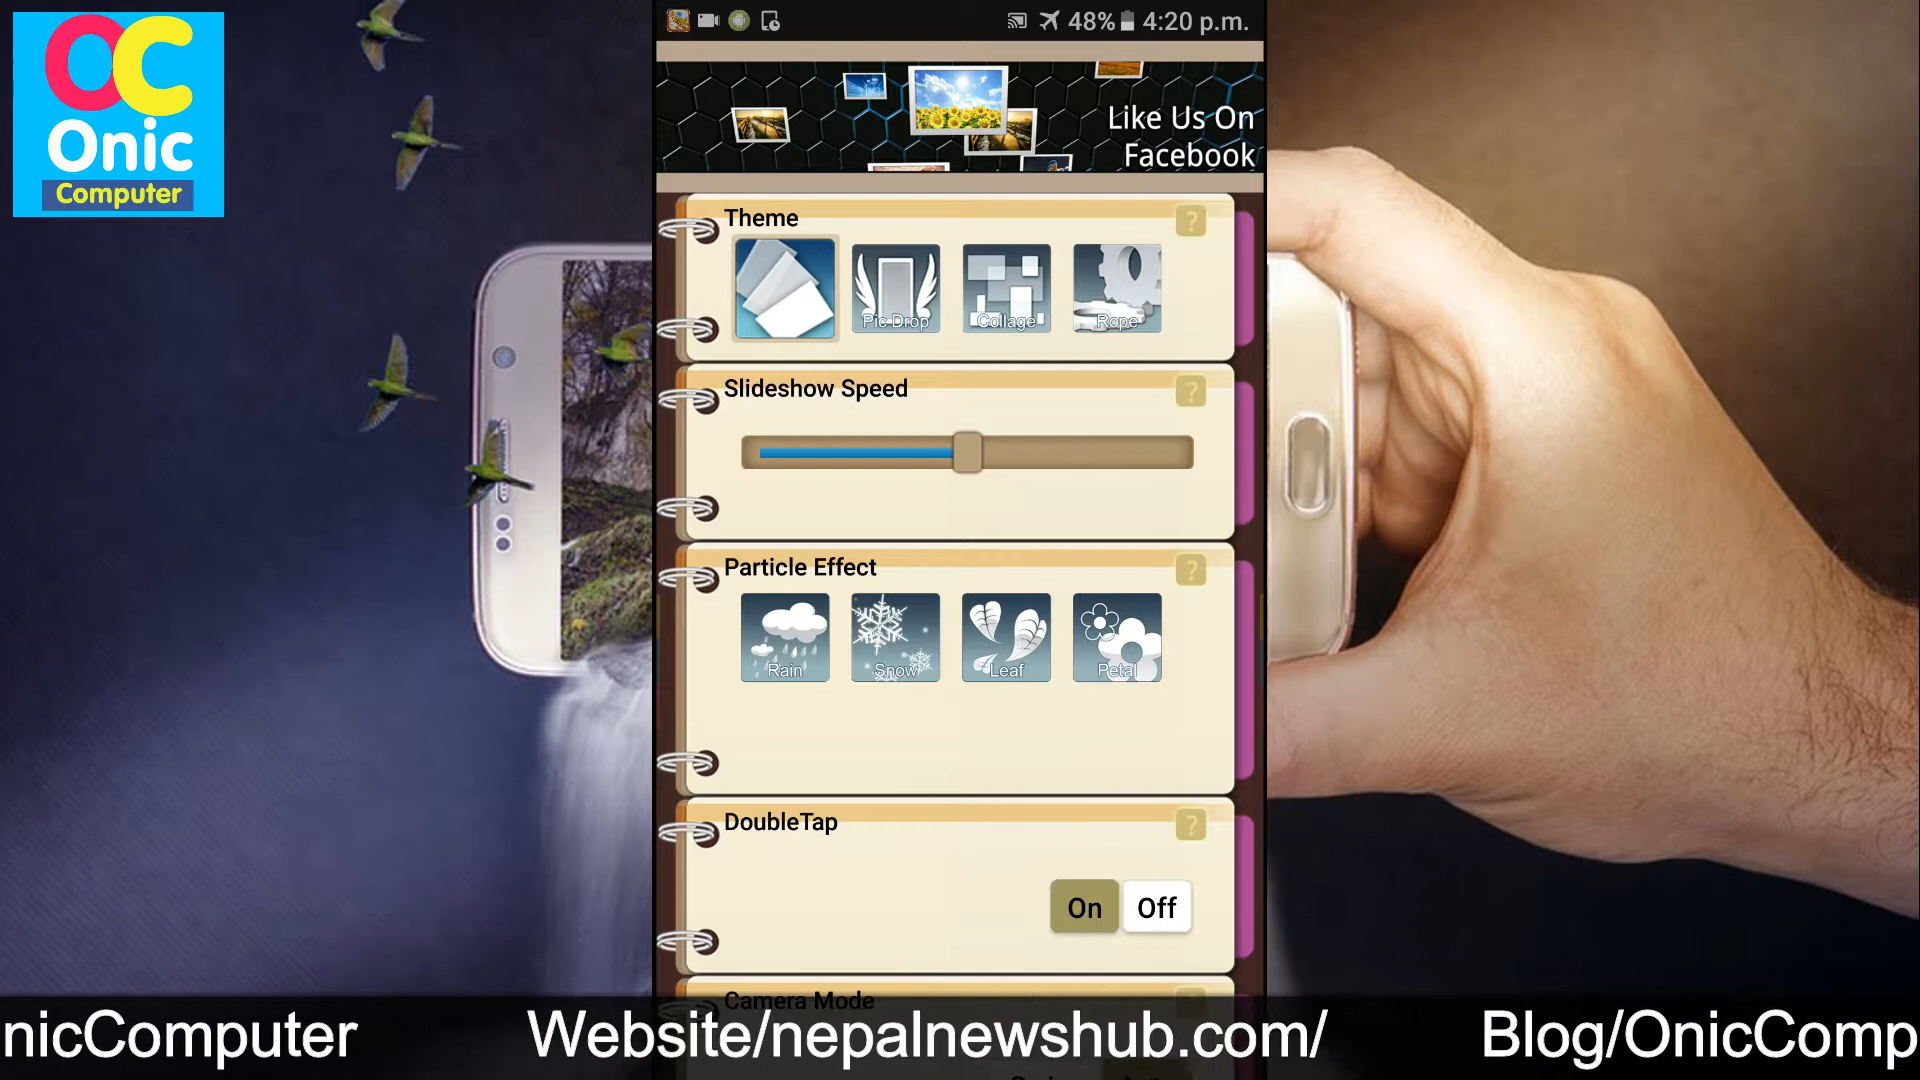 OC
Onic
Computer
48% 4:20 p.m.
Like Us On
Facebook
Theme
?
Pic Drop
Collage
Rope
Slideshow Speed
?
Particle Effect
?
Rain
Snow
Leaf
Petal
DoubleTap
?
On
Off
Camera Mode
?
nicComputer
Website/nepalnewshub.com/
Blog/OnicComp